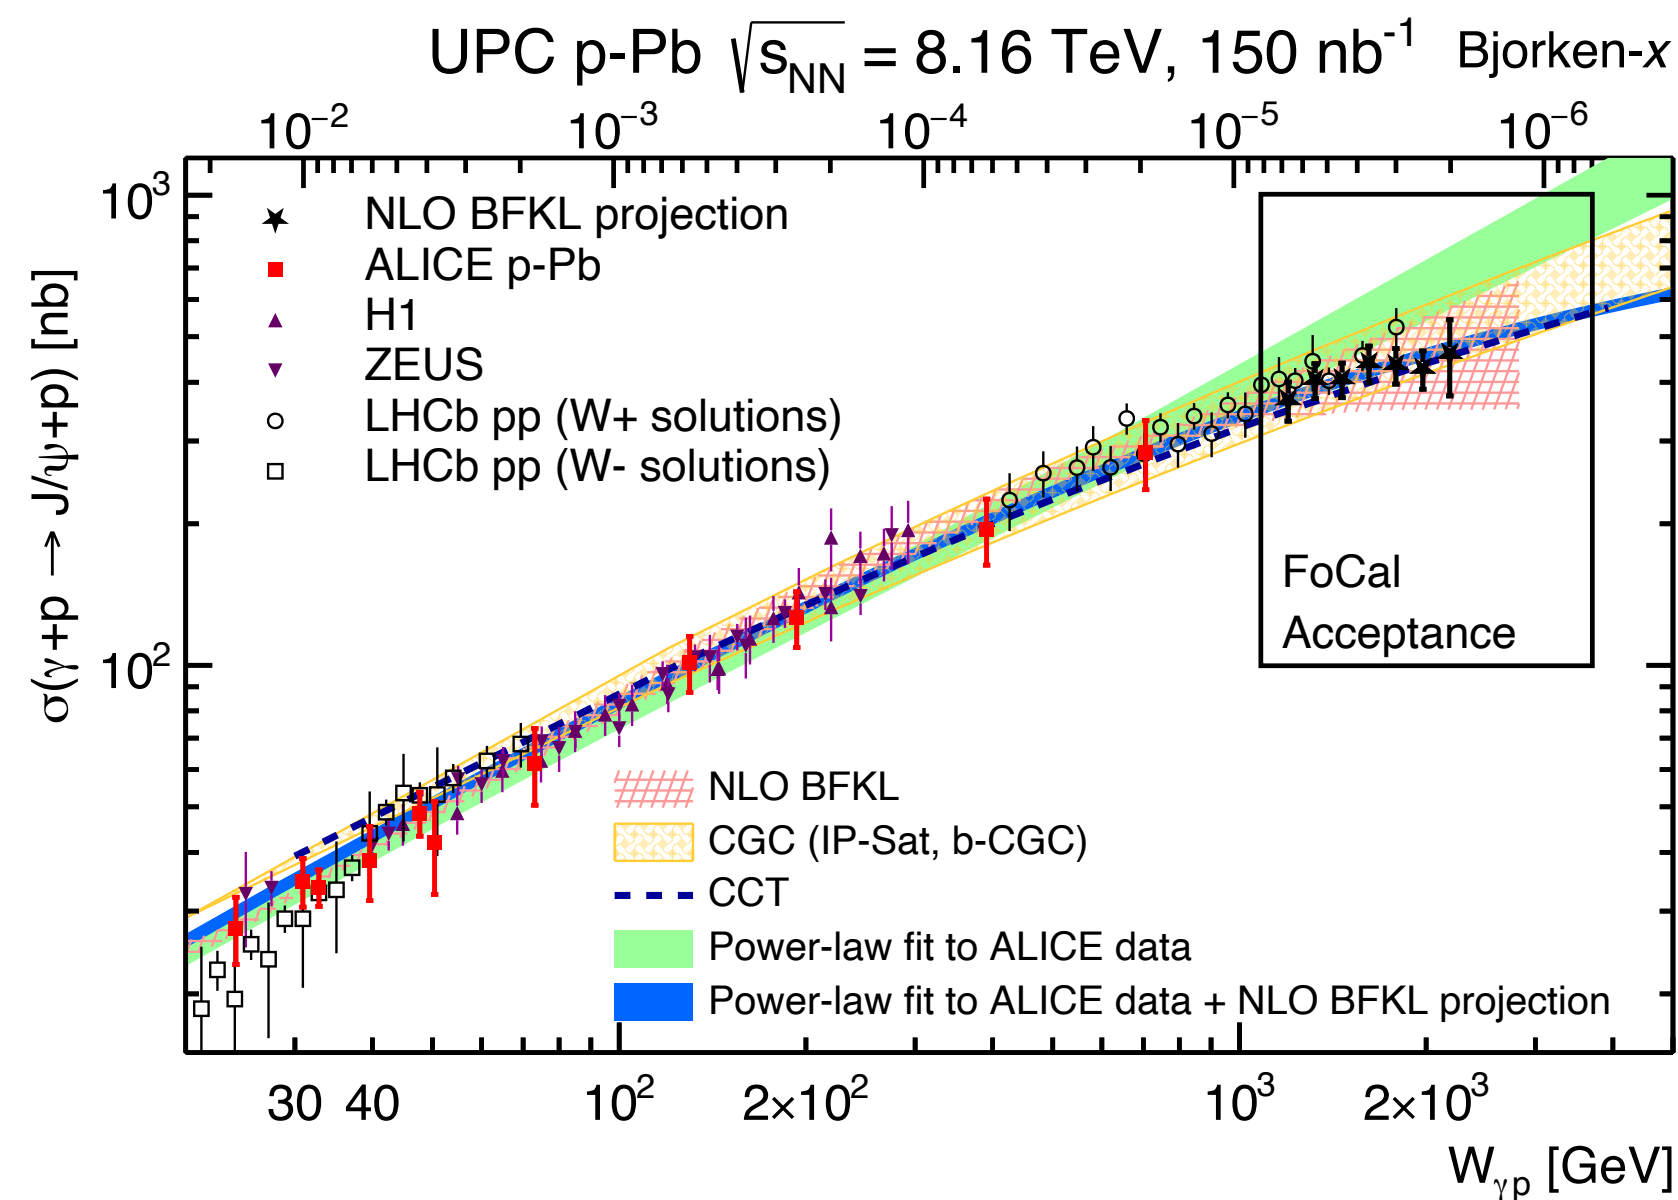 UPC p-Pb √s_NN = 8.16 TeV, 150 nb⁻¹ Bjorken-x
10⁻² 10⁻³ 10⁻⁴ 10⁻⁵ 10⁻⁶
σ(γ+p → J/ψ+p) [nb]
10³
10²
NLO BFKL projection
ALICE p-Pb
H1
ZEUS
LHCb pp (W+ solutions)
LHCb pp (W- solutions)
FoCal
Acceptance
NLO BFKL
CGC (IP-Sat, b-CGC)
CCT
Power-law fit to ALICE data
Power-law fit to ALICE data + NLO BFKL projection
30 40 10² 2×10² 10³ 2×10³
W_γp [GeV]